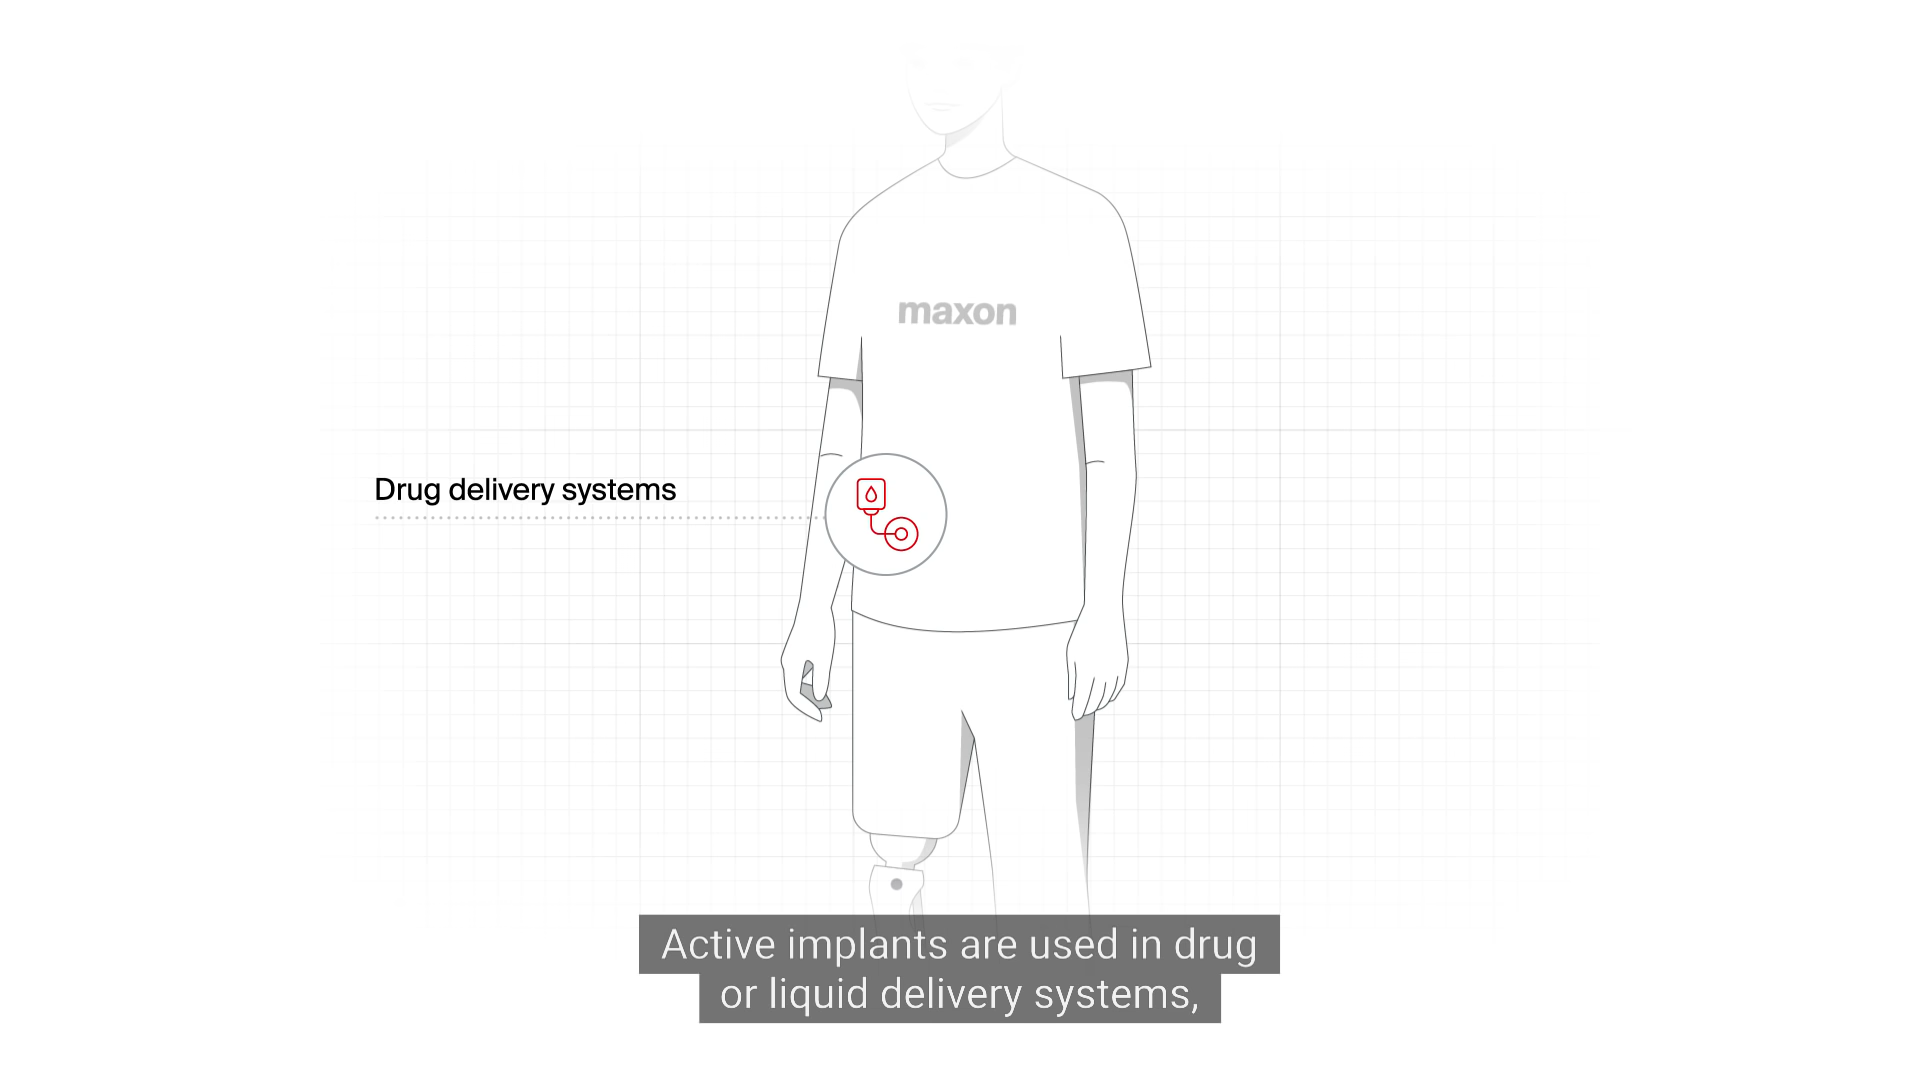 maxon
Drug delivery systems
Active implants are used in drug
or liquid delivery systems,